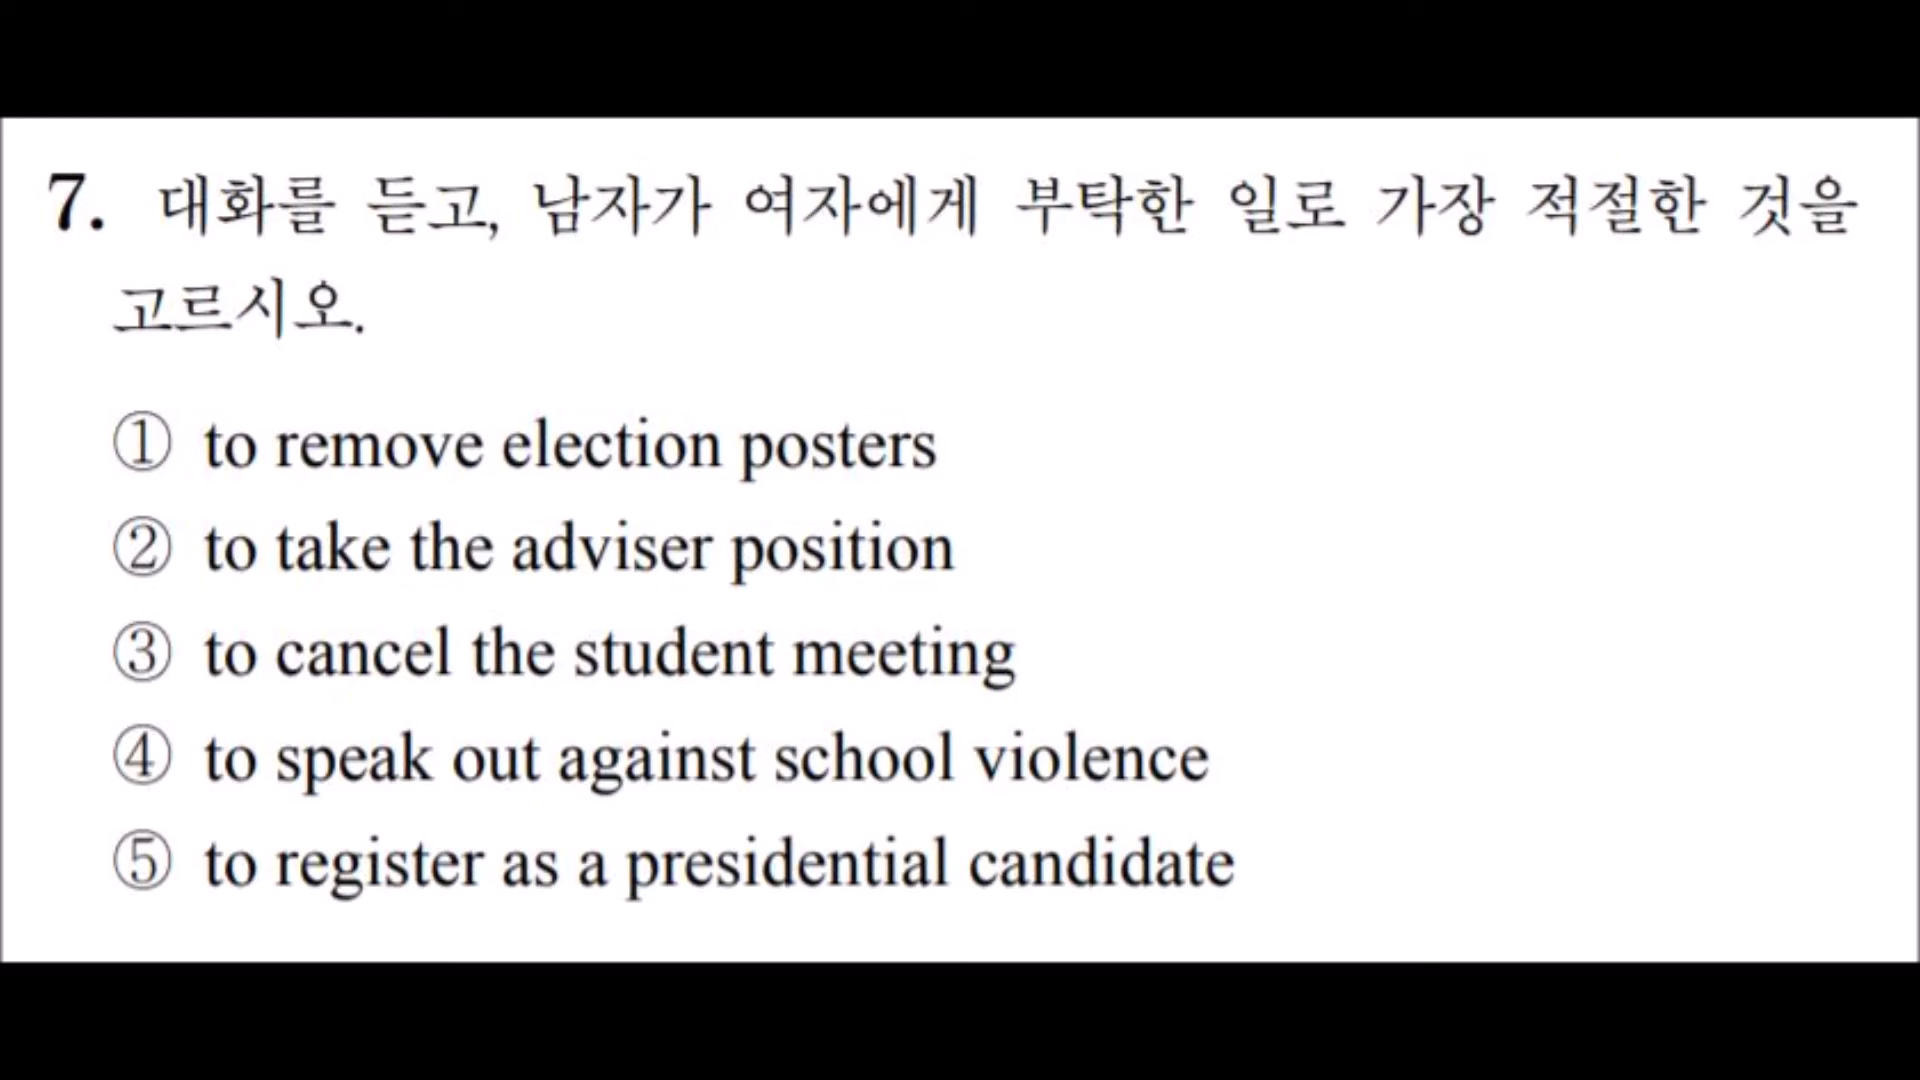 7. 대화를 듣고, 남자가 여자에게 부탁한 일로 가장 적절한 것을
고르시오.
① to remove election posters
② to take the adviser position
③ to cancel the student meeting
④ to speak out against school violence
⑤ to register as a presidential candidate